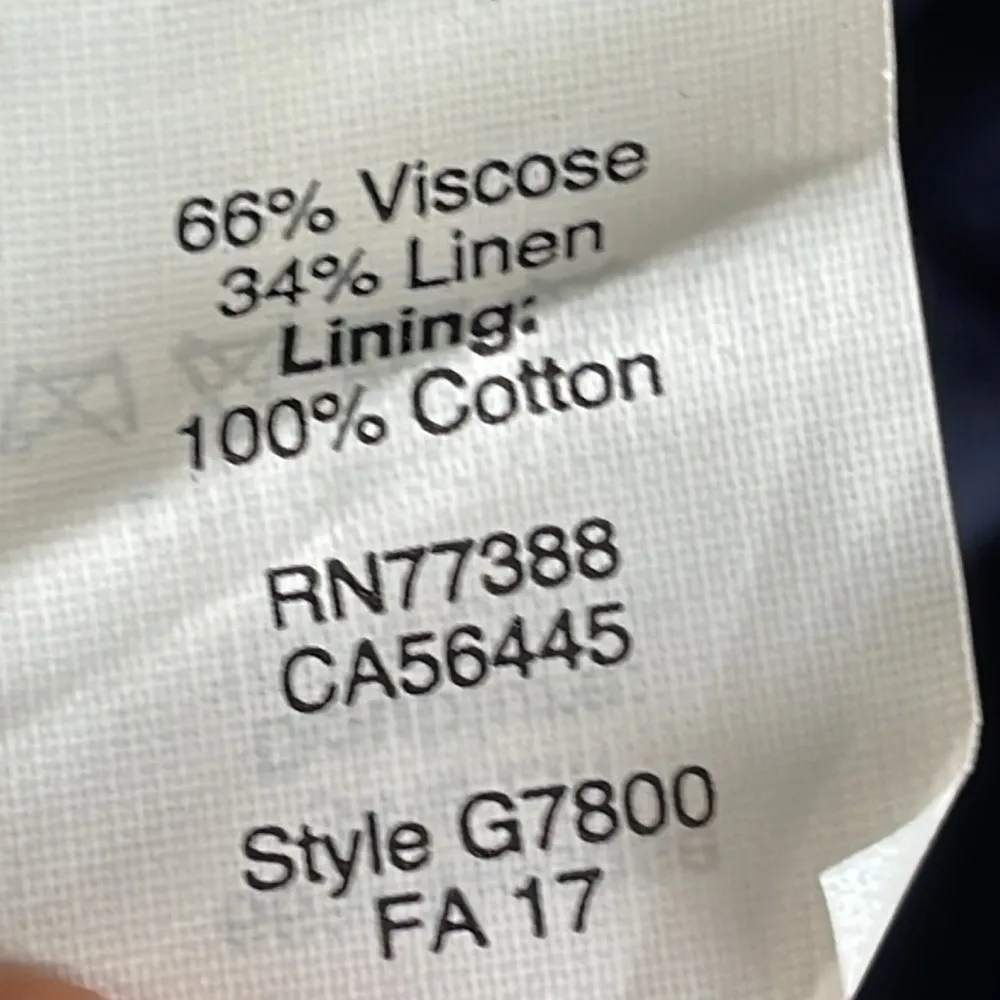 66% Viscose
34% Linen
Lining:
100% Cotton
RN77388
CA56445
Style G7800
FA 17